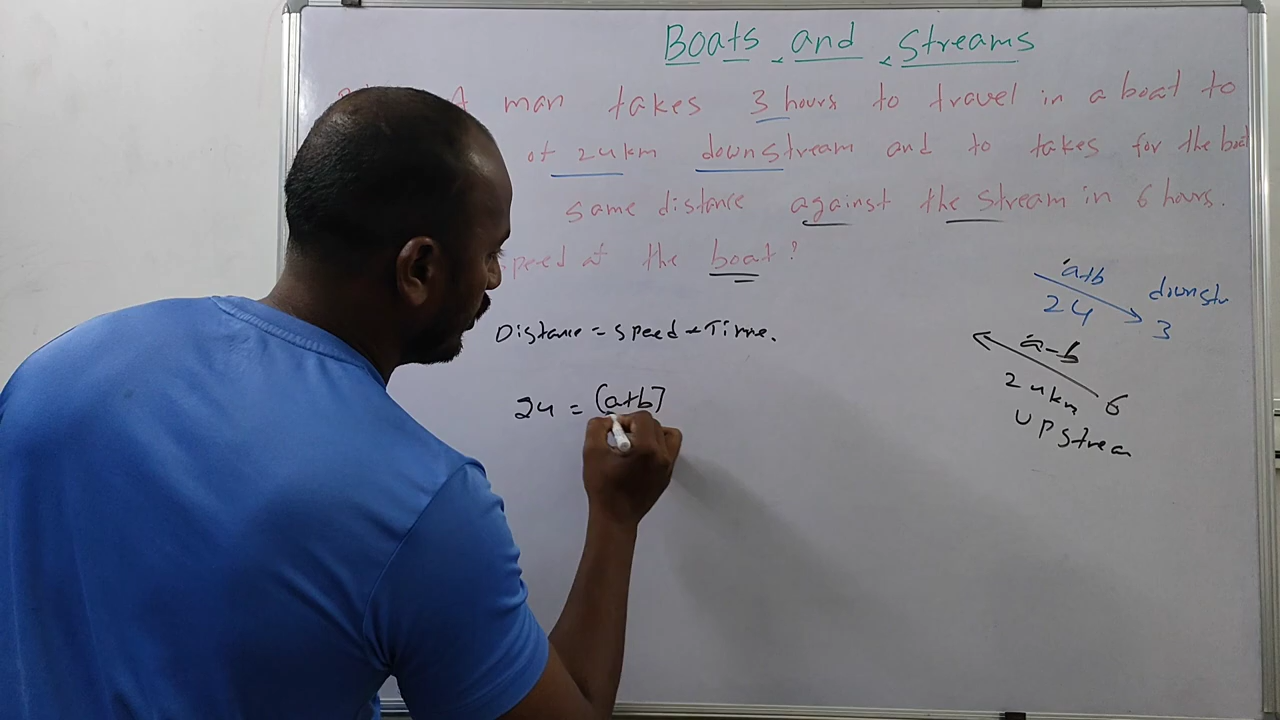 Boats and Streams
A man takes 3 hours to travel in a boat to
of 24km downstream and to takes for the boat
same distance against the stream in 6 hours.
speed of the boat?
a+b
24
downstr
3
Distance = speed * Time.
a-b
24km 6
UPstrea
24 = (a+b)